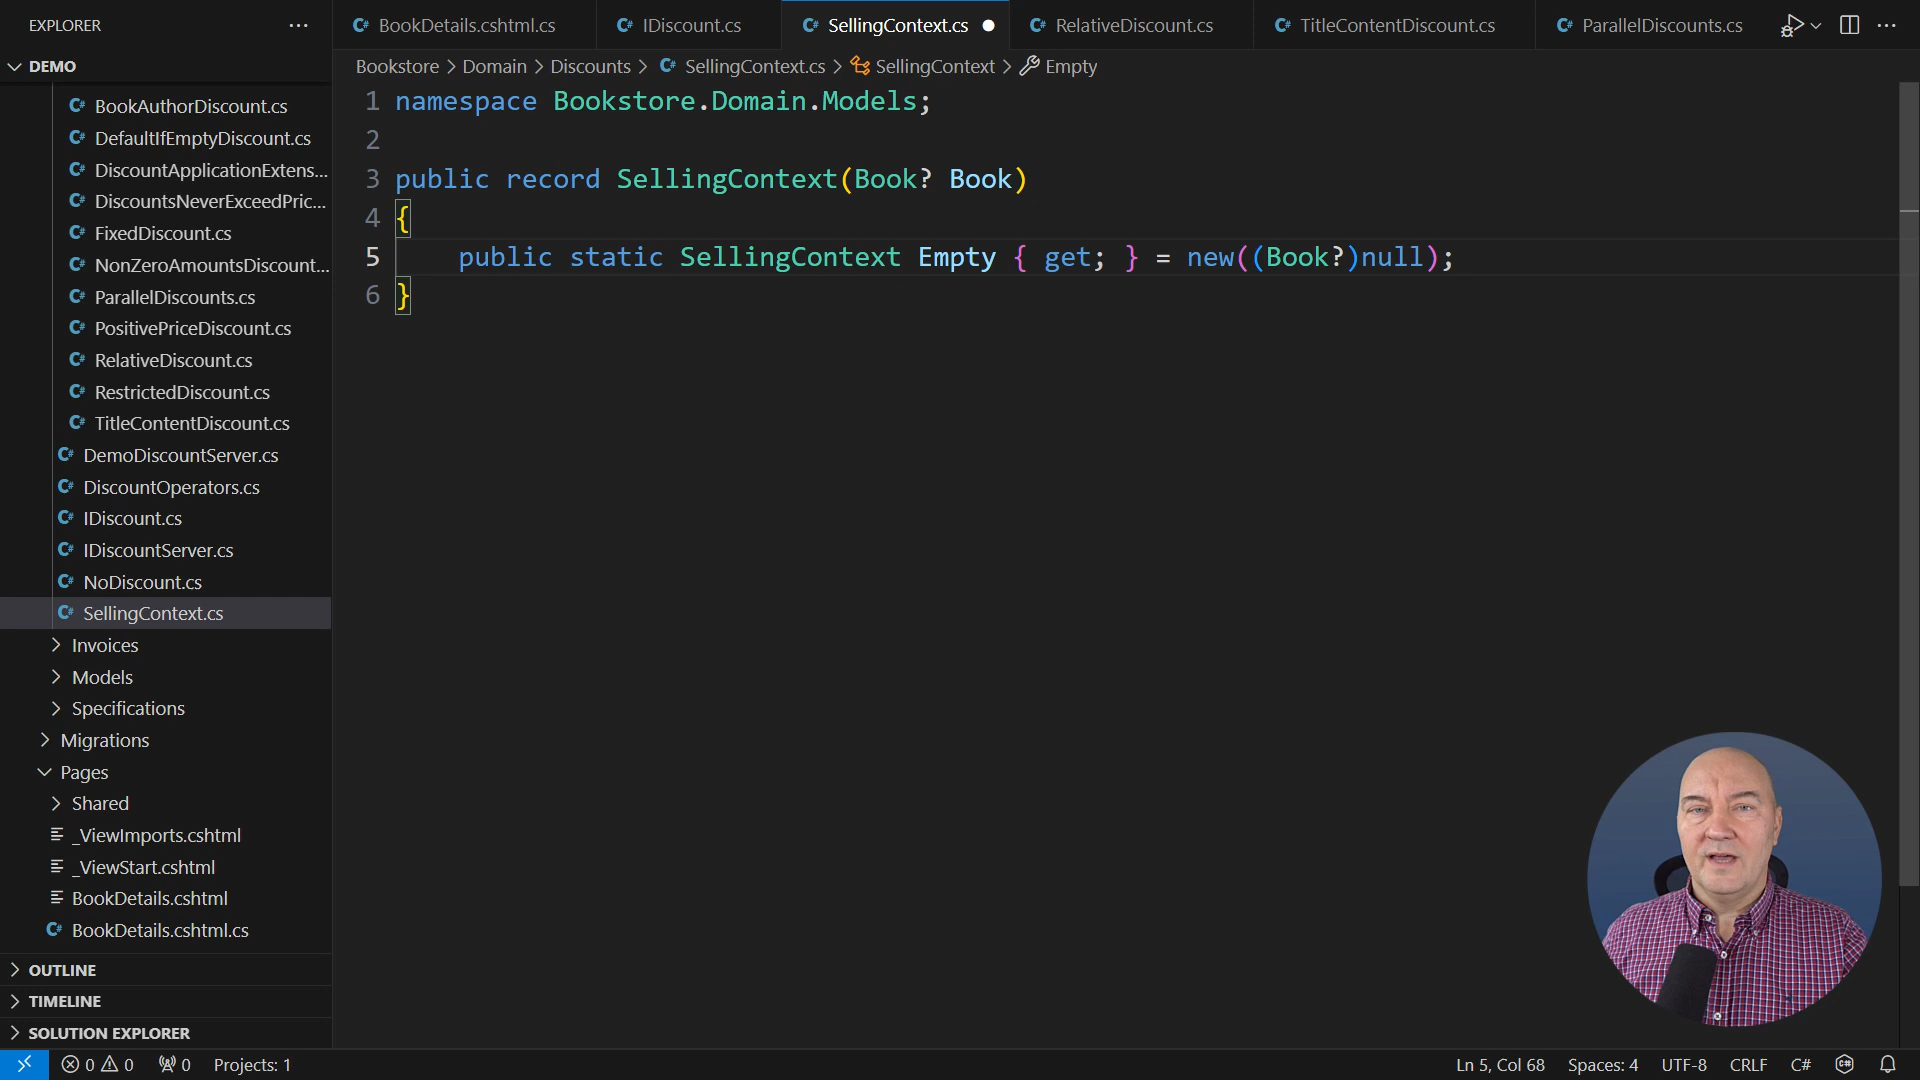 EXPLORER
DEMO
BookAuthorDiscount.cs
DefaultIfEmptyDiscount.cs
DiscountApplicationExtens...
DiscountsNeverExceedPric...
FixedDiscount.cs
NonZeroAmountsDiscount...
ParallelDiscounts.cs
PositivePriceDiscount.cs
RelativeDiscount.cs
RestrictedDiscount.cs
TitleContentDiscount.cs
DemoDiscountServer.cs
DiscountOperators.cs
IDiscount.cs
IDiscountServer.cs
NoDiscount.cs
SellingContext.cs
Invoices
Models
Specifications
Migrations
Pages
Shared
_ViewImports.cshtml
_ViewStart.cshtml
BookDetails.cshtml
BookDetails.cshtml.cs
OUTLINE
TIMELINE
SOLUTION EXPLORER
BookDetails.cshtml.cs IDiscount.cs SellingContext.cs RelativeDiscount.cs TitleContentDiscount.cs ParallelDiscounts.cs
Bookstore > Domain > Discounts > SellingContext.cs > SellingContext > Empty
1 namespace Bookstore.Domain.Models;
2
3 public record SellingContext(Book? Book)
4 {
5 public static SellingContext Empty { get; } = new((Book?)null);
6 }
0 0 0 Projects: 1 Ln 5, Col 68 Spaces: 4 UTF-8 CRLF C#